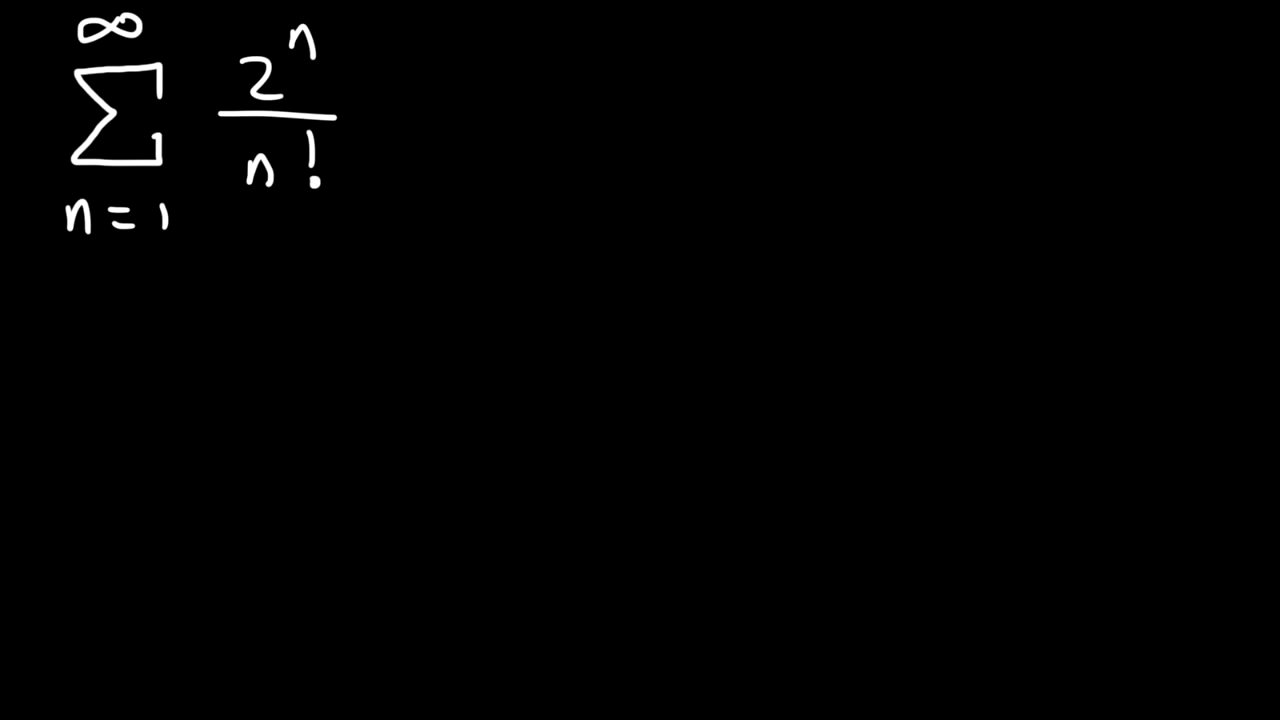 ∞
∑ 2^n / n!
n = 1